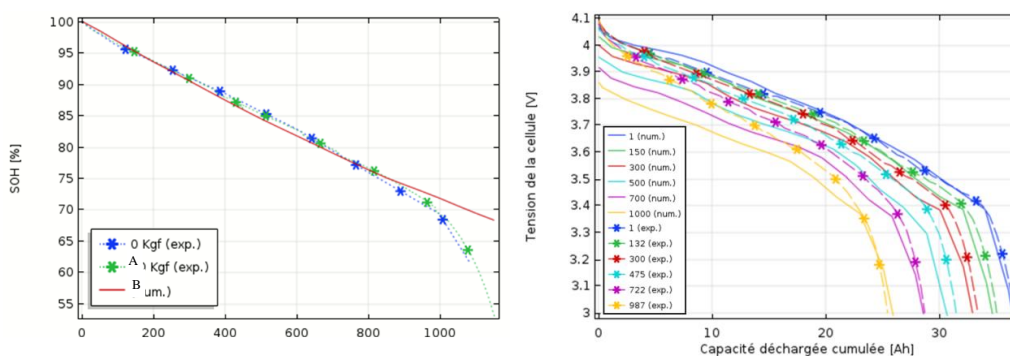 100
95
90
85
80
75
70
65
60
55
SOH [%]
0 Kgf (exp.)
A Kgf (exp.)
B um.)
0
200
400
600
800
1000
4.1
4
3.9
3.8
3.7
3.6
3.5
3.4
3.3
3.2
3.1
3
Tension de la cellule [V]
1 (num.)
150 (num.)
300 (num.)
500 (num.)
700 (num.)
1000 (num.)
1 (exp.)
132 (exp.)
300 (exp.)
475 (exp.)
722 (exp.)
987 (exp.)
0
10
20
30
Capacité déchargée cumulée [Ah]